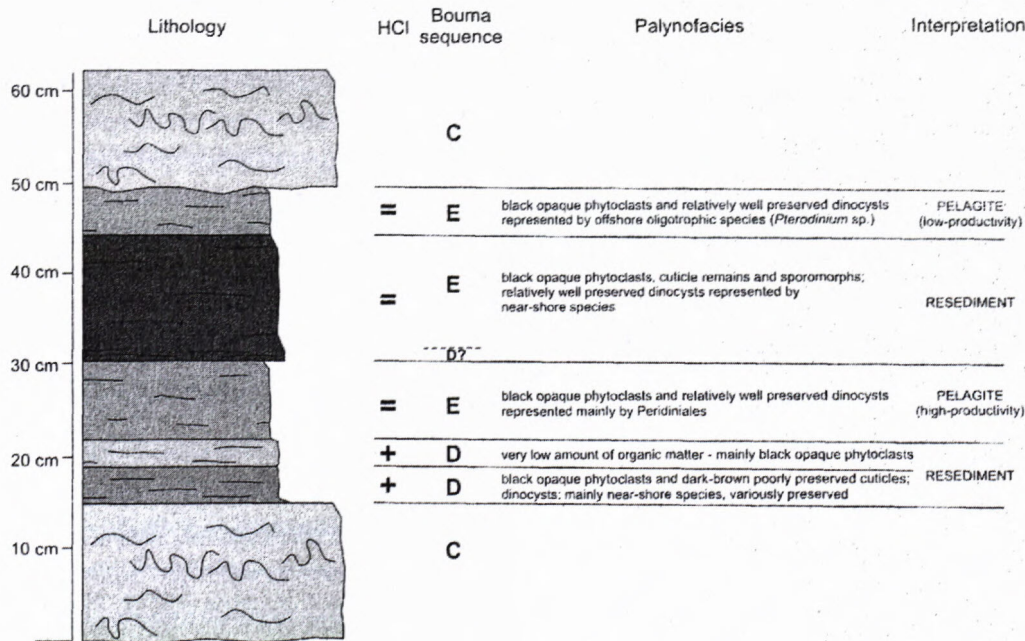 Lithology
HCl
Bouma
sequence
Palynofacies
Interpretation
60 cm
C
50 cm
=
E
black opaque phytoclasts and relatively well preserved dinocysts
represented by offshore oligotrophic species (Pterodinium sp.)
PELAGITE
(low-productivity)
40 cm
=
E
black opaque phytoclasts, cuticle remains and sporomorphs;
relatively well preserved dinocysts represented by
near-shore species
RESEDIMENT
D?
30 cm
=
E
black opaque phytoclasts and relatively well preserved dinocysts
represented mainly by Peridiniales
PELAGITE
(high-productivity)
20 cm
+
D
very low amount of organic matter - mainly black opaque phytoclasts
+
D
black opaque phytoclasts and dark-brown poorly preserved cuticles;
dinocysts; mainly near-shore species, variously preserved
RESEDIMENT
10 cm
C